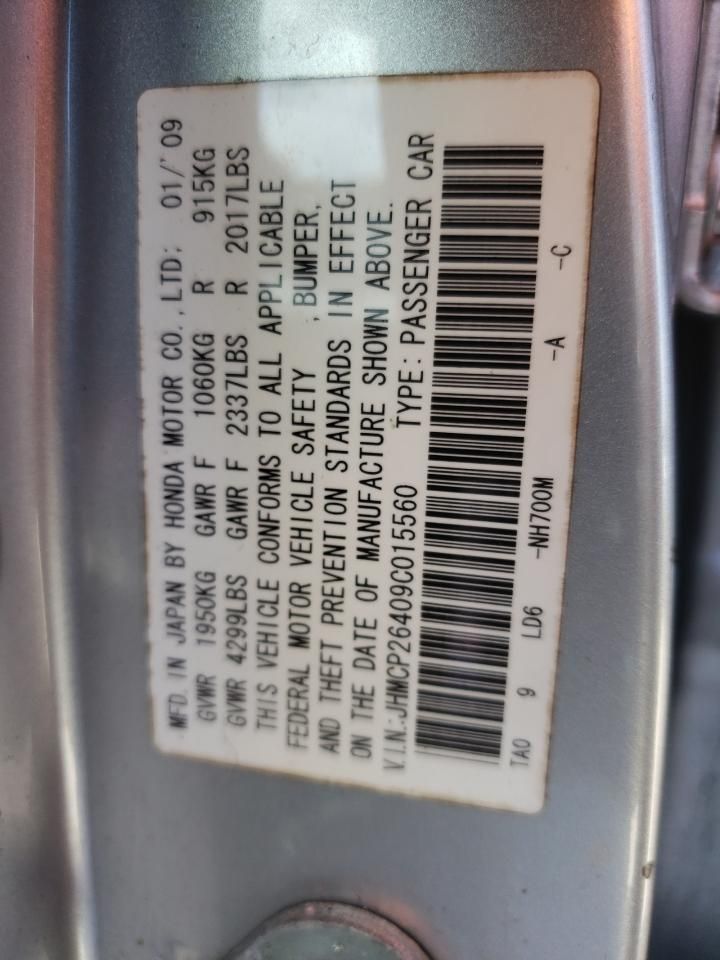 MFD. IN JAPAN BY HONDA MOTOR CO.,LTD; 01/'09
GVWR 1950KG GAWR F 1060KG R 915KG
GVWR 4299LBS GAWR F 2337LBS R 2017LBS
THIS VEHICLE CONFORMS TO ALL APPLICABLE
FEDERAL MOTOR VEHICLE SAFETY ,BUMPER,
AND THEFT PREVENTION STANDARDS IN EFFECT
ON THE DATE OF MANUFACTURE SHOWN ABOVE.
V.I.N.:JHMCP26409C015560 TYPE:PASSENGER CAR
TA0 9 LD6 -NH700M -A -C